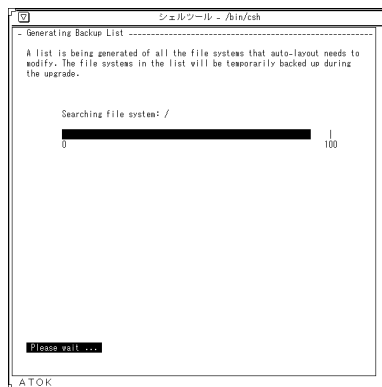 シェルツール - /bin/csh
- Generating Backup List
A list is being generated of all the file systems that auto-layout needs to
modify. The file systems in the list will be temporarily backed up during
the upgrade.
Searching file system: /
0 100
Please wait ...
ATOK